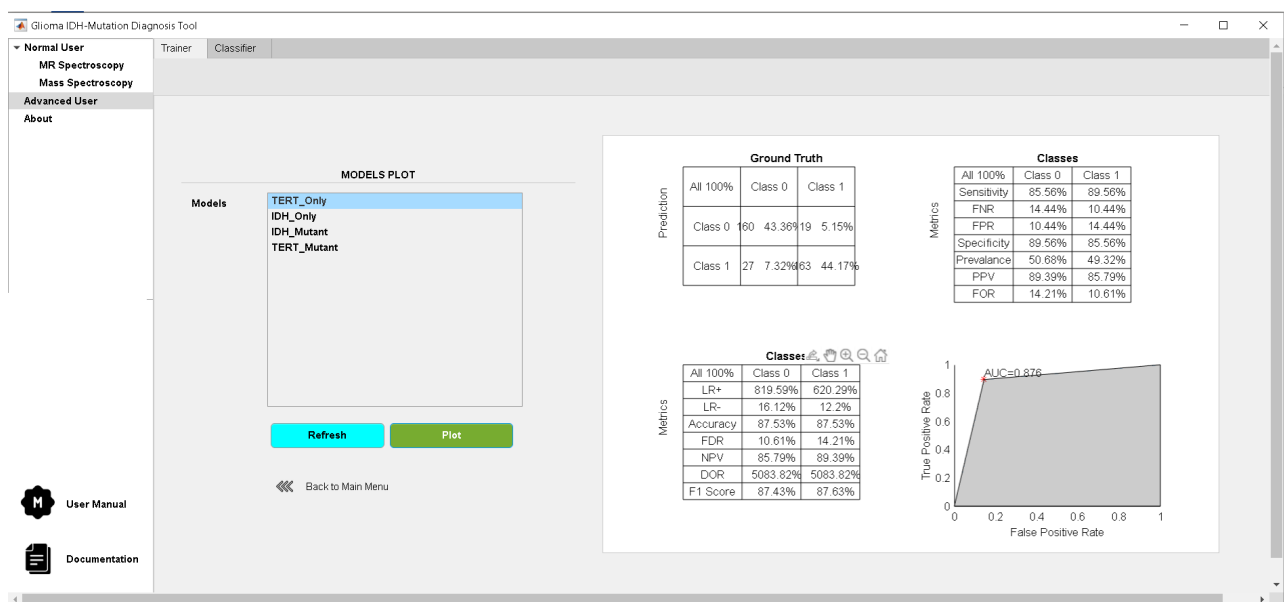 Glioma IDH-Mutation Diagnosis Tool
Normal User
MR Spectroscopy
Mass Spectroscopy
Advanced User
About
User Manual
Documentation
Trainer Classifier
MODELS PLOT
Models
TERT_Only
IDH_Only
IDH_Mutant
TERT_Mutant
Refresh Plot
Back to Main Menu
Ground Truth
Prediction
All 100% Class 0 Class 1
Class 0 160 43.36% 19 5.15%
Class 1 27 7.32% 163 44.17%
Classes
Metrics
All 100% Class 0 Class 1
Sensitivity 85.56% 89.56%
FNR 14.44% 10.44%
FPR 10.44% 14.44%
Specificity 89.56% 85.56%
Prevalance 50.68% 49.32%
PPV 89.39% 85.79%
FOR 14.21% 10.61%
Classes
Metrics
All 100% Class 0 Class 1
LR+ 819.59% 620.29%
LR- 16.12% 12.2%
Accuracy 87.53% 87.53%
FDR 10.61% 14.21%
NPV 85.79% 89.39%
DOR 5083.82% 5083.82%
F1 Score 87.43% 87.63%
AUC=0.876
True Positive Rate
1
0.8
0.6
0.4
0.2
0
0 0.2 0.4 0.6 0.8 1
False Positive Rate
M